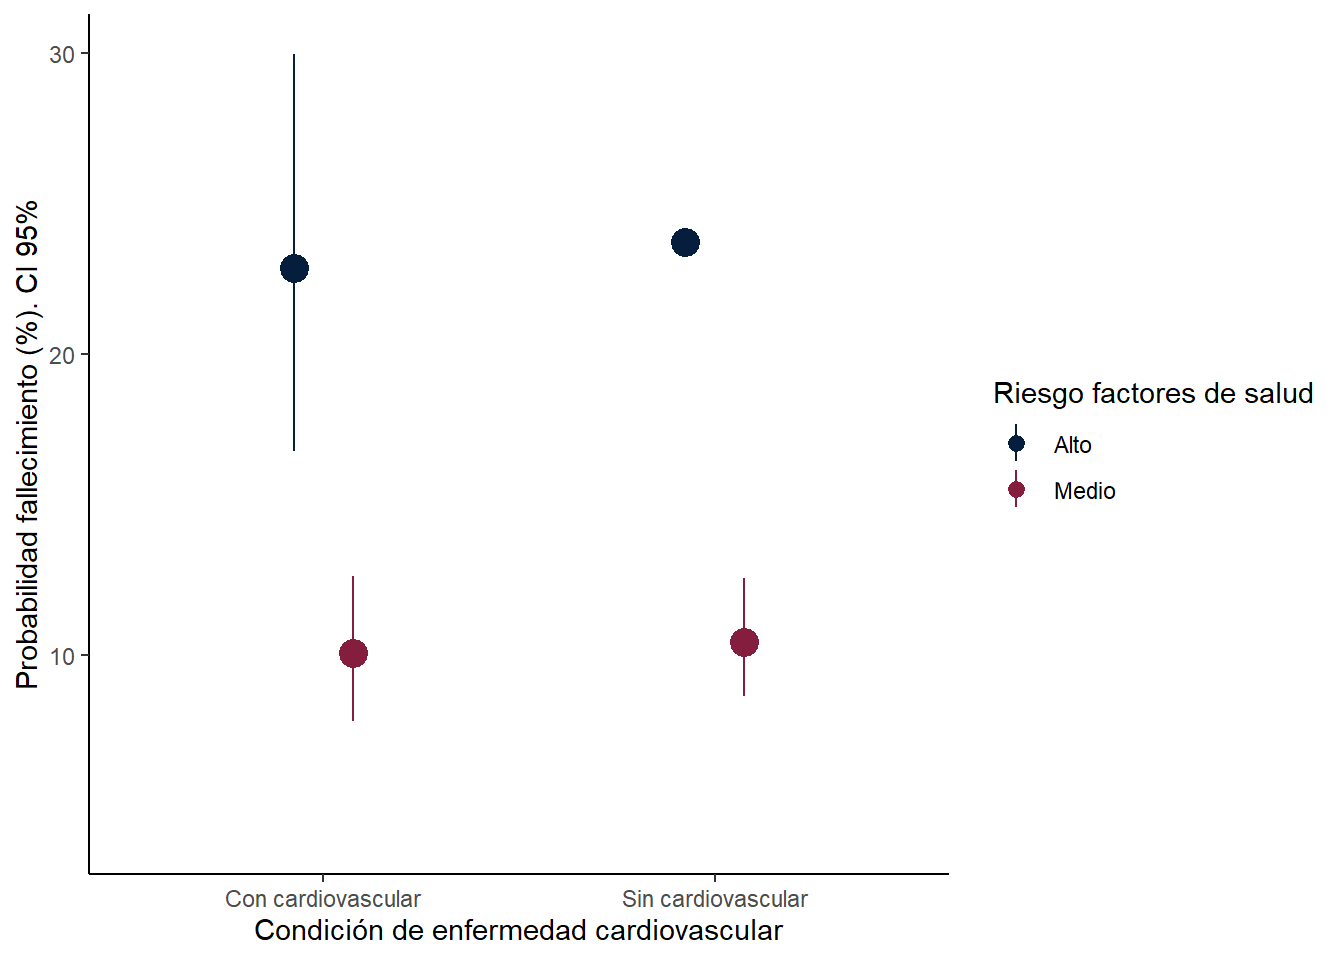 Probabilidad fallecimiento (%). CI 95%
30
20
10
Con cardiovascular
Sin cardiovascular
Condición de enfermedad cardiovascular
Riesgo factores de salud
Alto
Medio